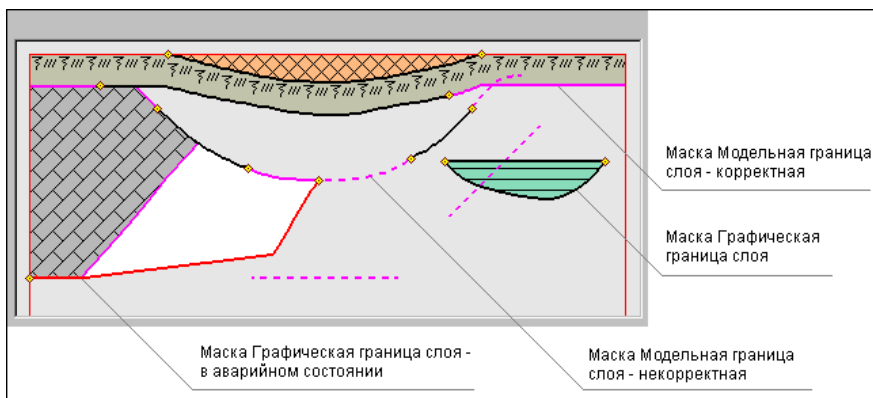 Маска Модельная граница
слоя - корректная
Маска Графическая
граница слоя
Маска Графическая граница слоя -
в аварийном состоянии
Маска Модельная граница
слоя - некорректная